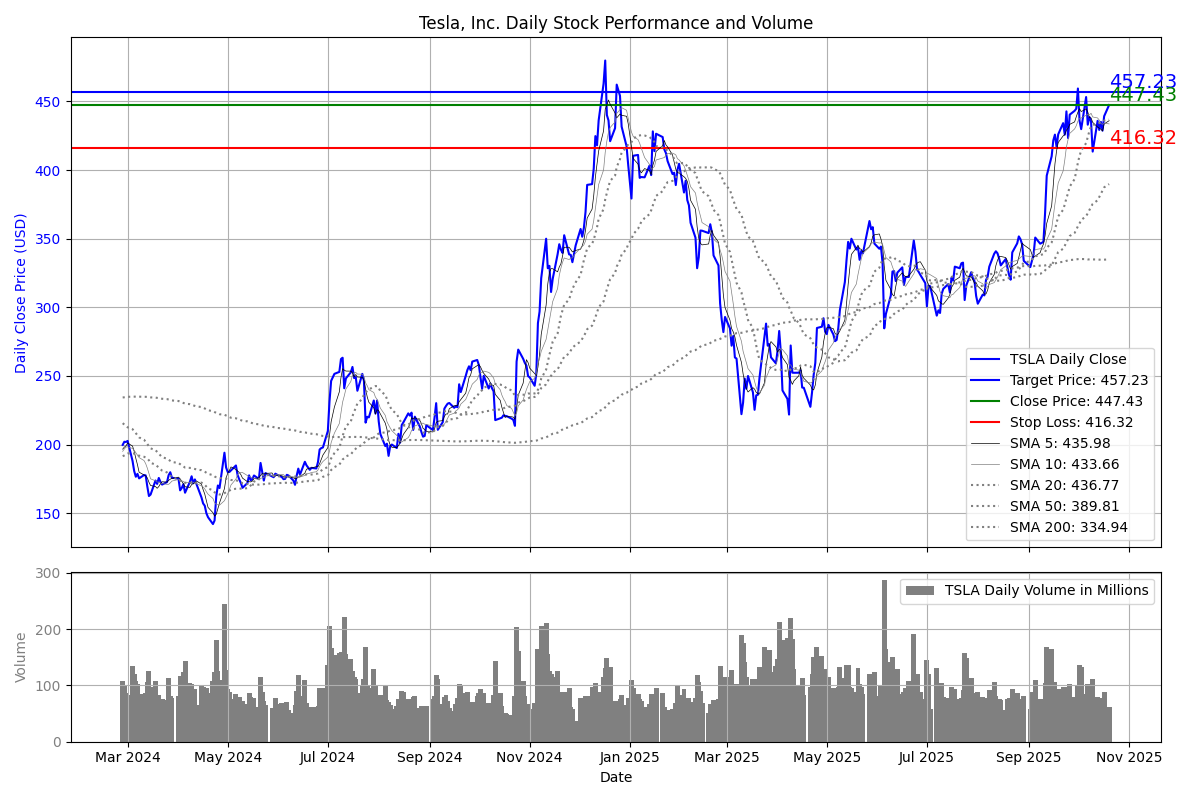 Tesla, Inc. Daily Stock Performance and Volume
Daily Close Price (USD)
450
400
350
300
250
200
150
457.23
447.43
416.32
TSLA Daily Close
Target Price: 457.23
Close Price: 447.43
Stop Loss: 416.32
SMA 5: 435.98
SMA 10: 433.66
SMA 20: 436.77
SMA 50: 389.81
SMA 200: 334.94
Volume
300
200
100
0
TSLA Daily Volume in Millions
Mar 2024 May 2024 Jul 2024 Sep 2024 Nov 2024 Jan 2025 Mar 2025 May 2025 Jul 2025 Sep 2025 Nov 2025
Date